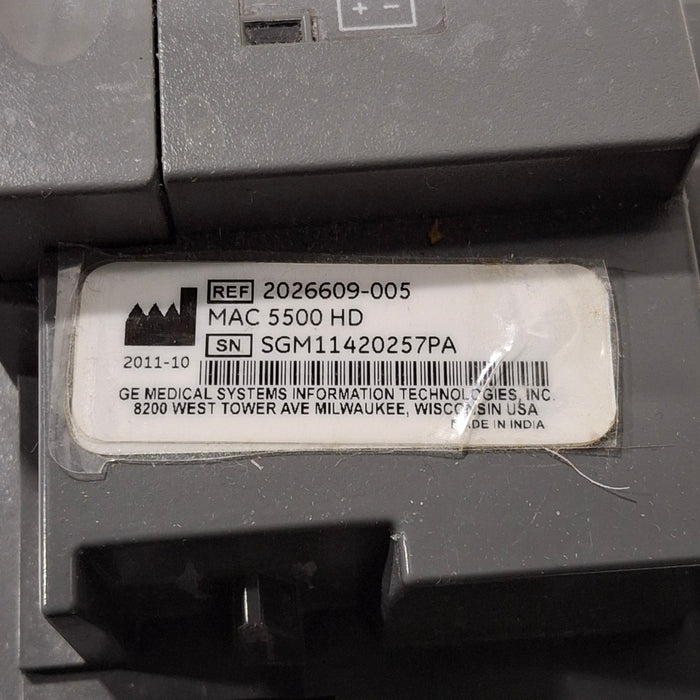 + -
REF 2026609-005
MAC 5500 HD
SN SGM11420257PA
2011-10
GE MEDICAL SYSTEMS INFORMATION TECHNOLOGIES, INC.
8200 WEST TOWER AVE MILWAUKEE, WISCONSIN USA
MADE IN INDIA